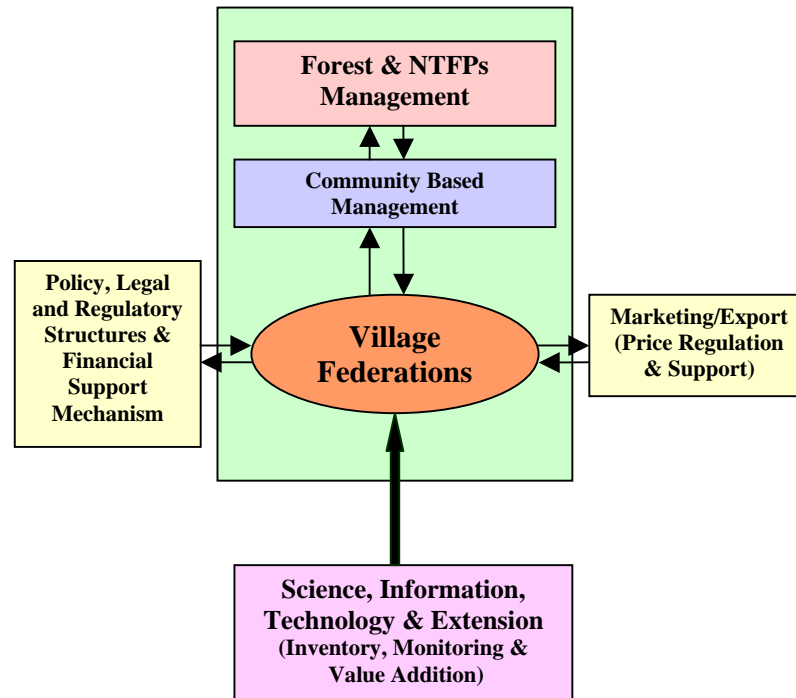 Forest & NTFPs
Management
Community Based
Management
Policy, Legal
and Regulatory
Structures &
Financial
Support
Mechanism
Village
Federations
Marketing/Export
(Price Regulation
& Support)
Science, Information,
Technology & Extension
(Inventory, Monitoring &
Value Addition)